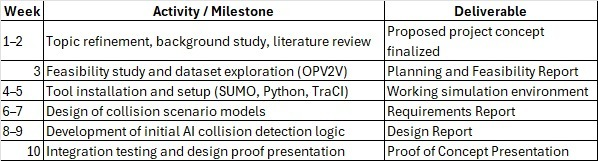 Week Activity / Milestone Deliverable
1–2 Topic refinement, background study, literature review Proposed project concept finalized
3 Feasibility study and dataset exploration (OPV2V) Planning and Feasibility Report
4–5 Tool installation and setup (SUMO, Python, TraCI) Working simulation environment
6–7 Design of collision scenario models Requirements Report
8–9 Development of initial AI collision detection logic Design Report
10 Integration testing and design proof presentation Proof of Concept Presentation